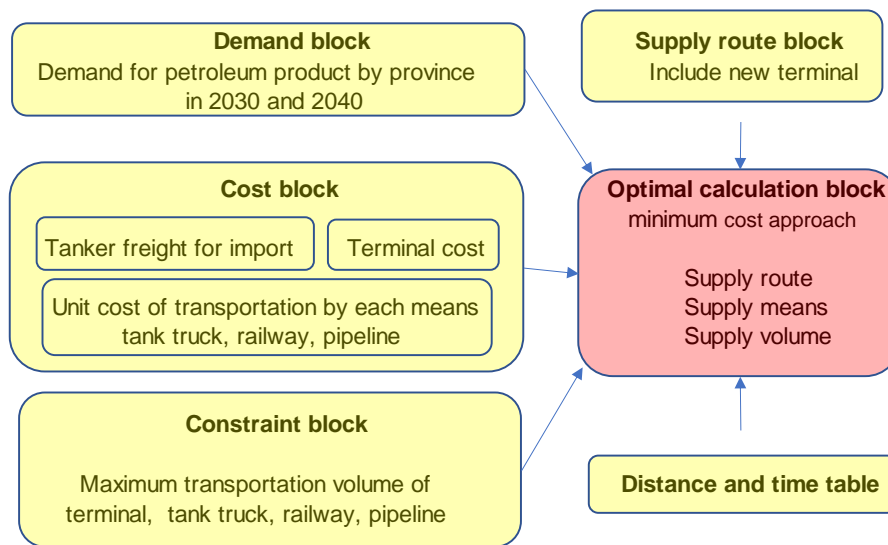 Demand block
Demand for petroleum product by province
in 2030 and 2040
Supply route block
Include new terminal
Cost block
Tanker freight for import
Terminal cost
Unit cost of transportation by each means
tank truck, railway, pipeline
Optimal calculation block
minimum cost approach
Supply route
Supply means
Supply volume
Constraint block
Maximum transportation volume of
terminal, tank truck, railway, pipeline
Distance and time table